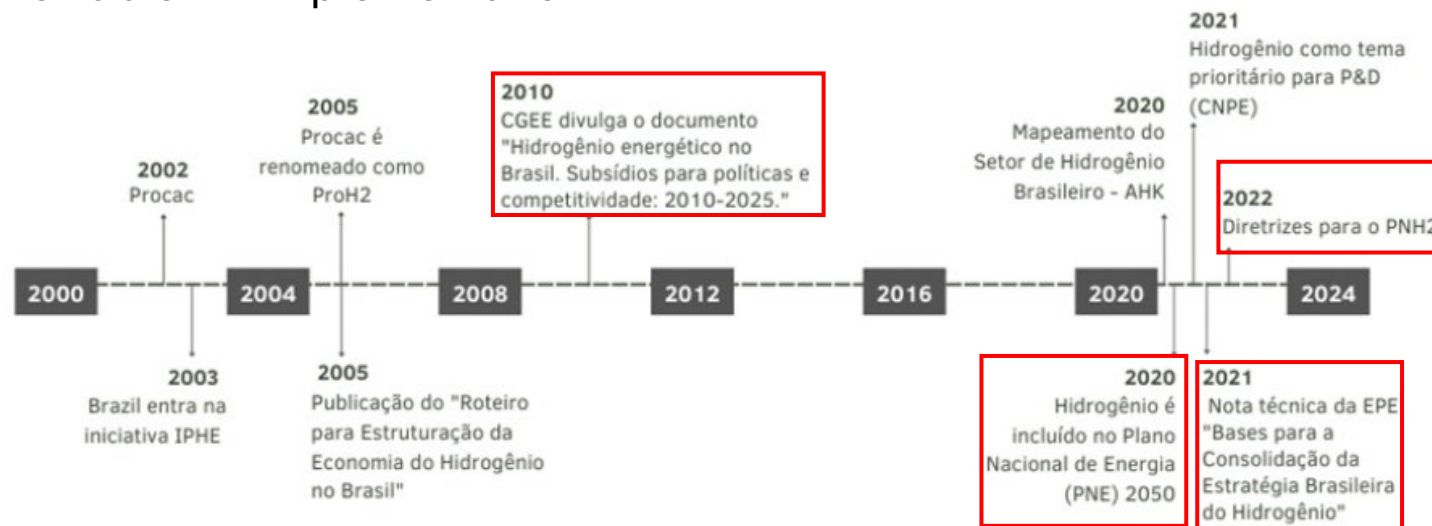 2021
Hidrogênio como tema
prioritário para P&D
(CNPE)
2010
CGEE divulga o documento
"Hidrogênio energético no
Brasil. Subsídios para políticas e
competitividade: 2010-2025."
2005
Procac é
renomeado como
ProH2
2020
Mapeamento do
Setor de Hidrogênio
Brasileiro - AHK
2002
Procac
2022
Diretrizes para o PNH2
2000
2004
2008
2012
2016
2020
2024
2003
Brazil entra na
iniciativa IPHE
2005
Publicação do "Roteiro
para Estruturação da
Economia do Hidrogênio
no Brasil"
2020
Hidrogênio é
incluído no Plano
Nacional de Energia
(PNE) 2050
2021
Nota técnica da EPE
"Bases para a
Consolidação da
Estratégia Brasileira
do Hidrogênio"